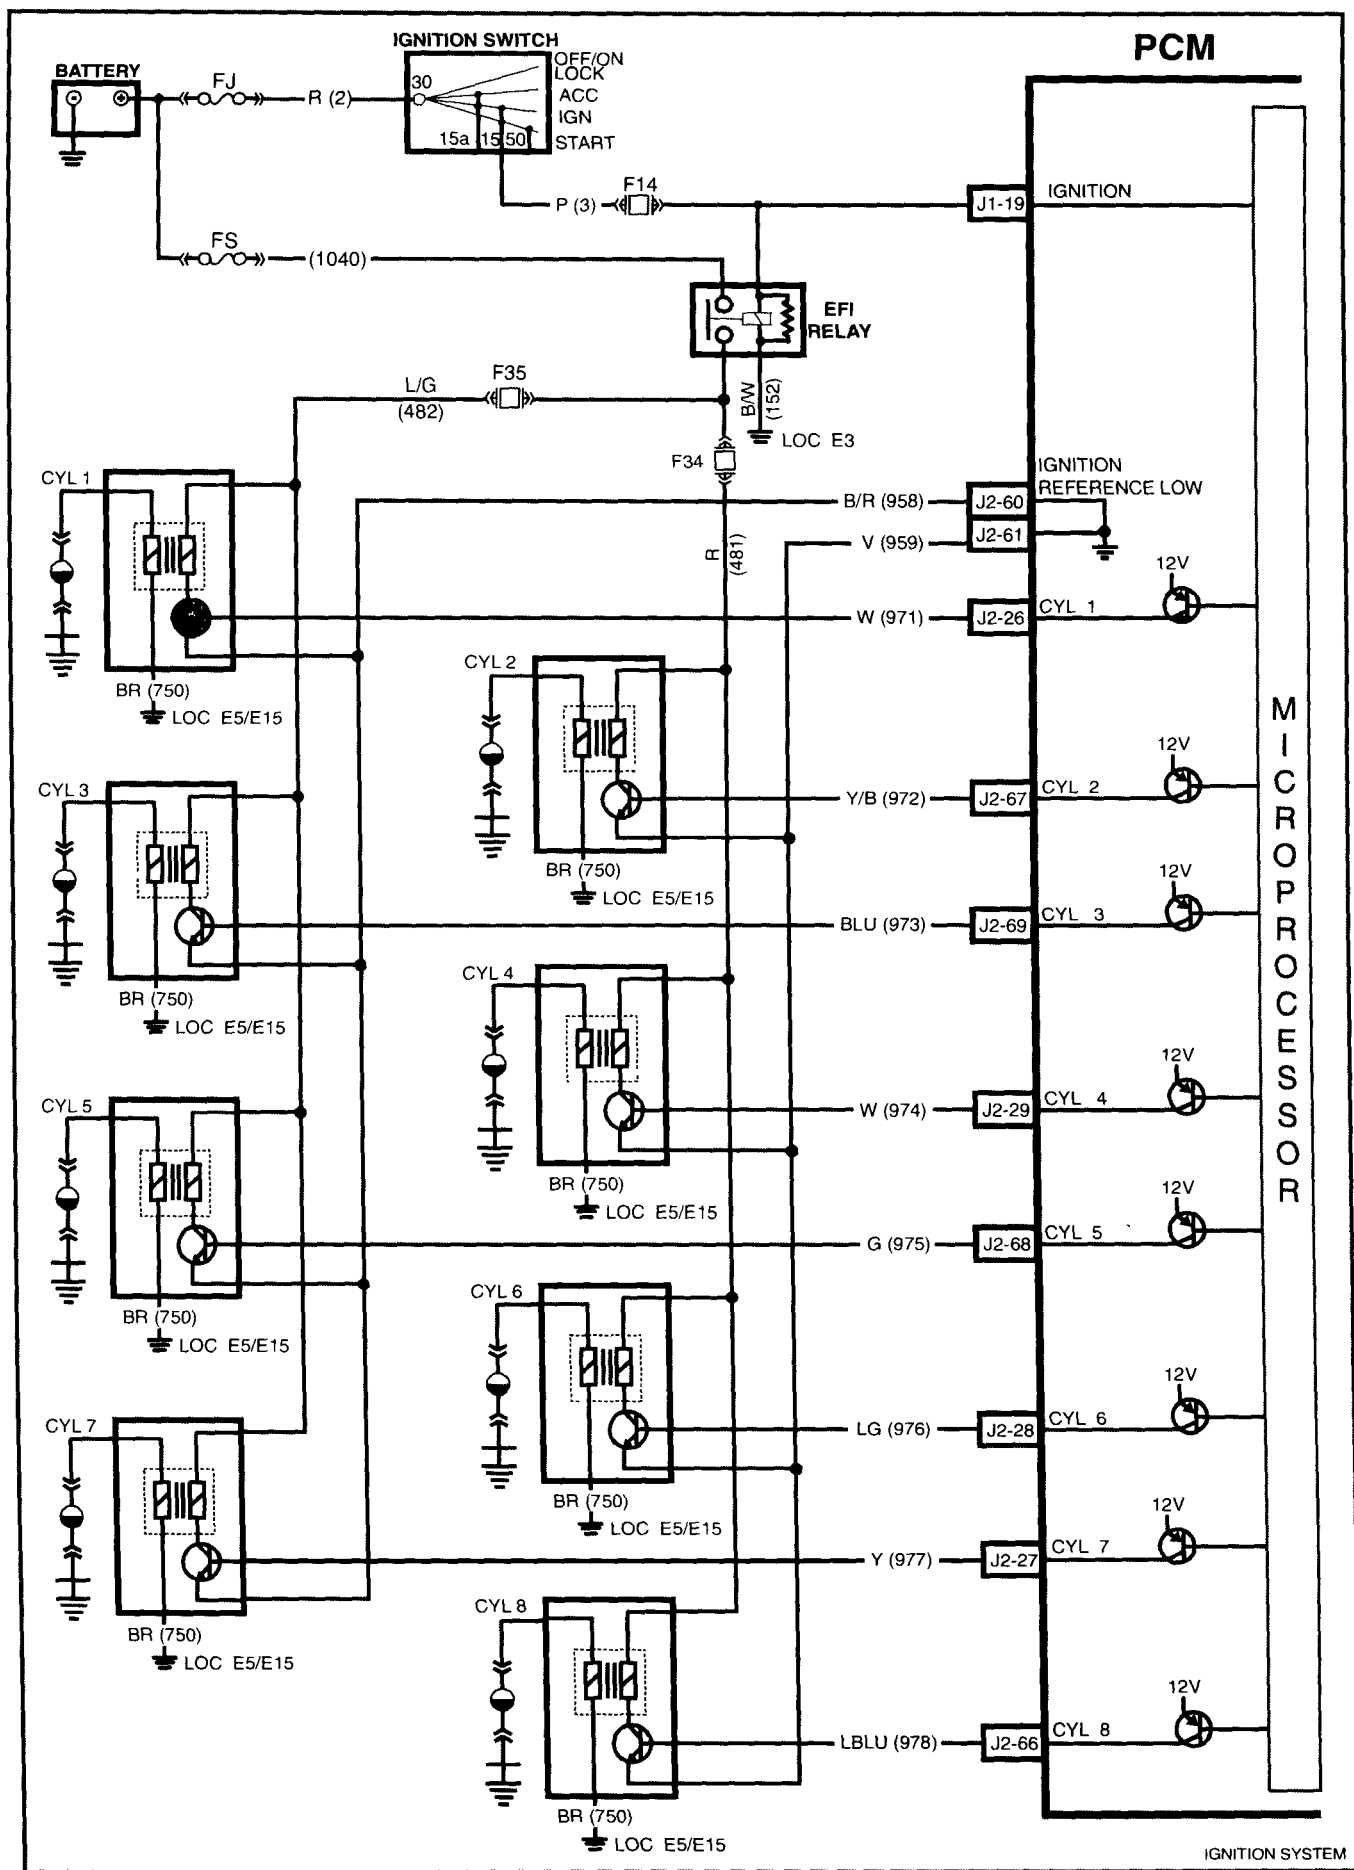 IGNITION SWITCH
PCM
BATTERY
OFF/ON
LOCK
FJ
R (2)
30
ACC
IGN
15a 15 50
START
F14
P (3)
J1-19
IGNITION
FS
(1040)
EFI
RELAY
L/G
(482)
F35
B/W
(152)
LOC E3
F34
IGNITION
REFERENCE LOW
CYL 1
B/R (958)
J2-60
V (959)
J2-61
R
(481)
12V
W (971)
J2-26
CYL 1
CYL 2
BR (750)
LOC E5/E15
MICROPROCESSOR
12V
CYL 3
Y/B (972)
J2-67
CYL 2
BR (750)
LOC E5/E15
12V
BLU (973)
J2-69
CYL 3
CYL 4
BR (750)
LOC E5/E15
12V
CYL 5
W (974)
J2-29
CYL 4
BR (750)
LOC E5/E15
12V
G (975)
J2-68
CYL 5
CYL 6
BR (750)
LOC E5/E15
12V
CYL 7
LG (976)
J2-28
CYL 6
BR (750)
LOC E5/E15
12V
Y (977)
J2-27
CYL 7
CYL 8
BR (750)
LOC E5/E15
12V
LBLU (978)
J2-66
CYL 8
BR (750)
LOC E5/E15
IGNITION SYSTEM